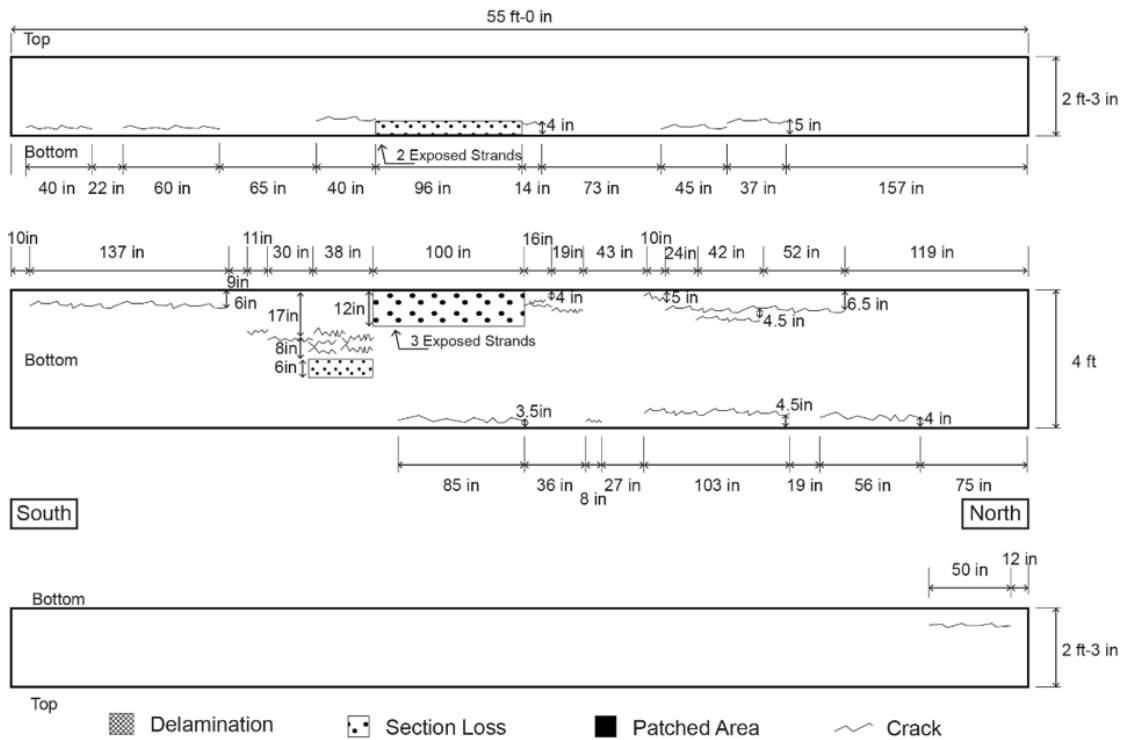 55 ft-0 in
Top
2 ft-3 in
4 in
5 in
Bottom
2 Exposed Strands
40 in
22 in
60 in
65 in
40 in
96 in
14 in
73 in
45 in
37 in
157 in
10in
137 in
11in
30 in
38 in
100 in
16in
19in
43 in
10in
24in
42 in
52 in
119 in
9in
6in
17in
12in
4 in
5 in
6.5 in
4.5 in
8in
3 Exposed Strands
Bottom
6in
4 ft
3.5in
4.5in
4 in
85 in
36 in
8 in
27 in
103 in
19 in
56 in
75 in
South
North
50 in
12 in
Bottom
2 ft-3 in
Top
Delamination
Section Loss
Patched Area
Crack